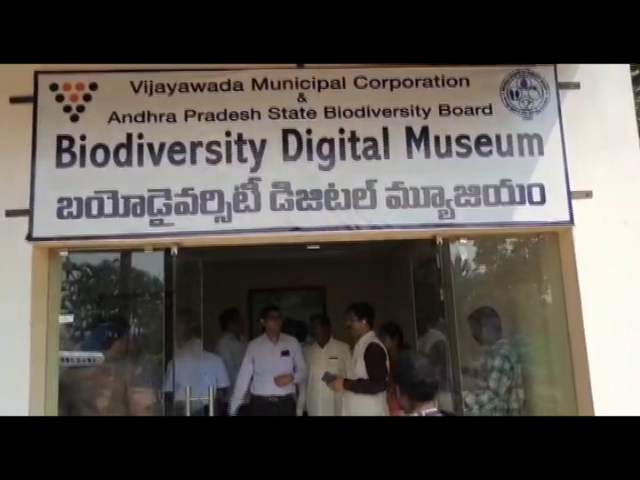 Vijayawada Municipal Corporation
&
Andhra Pradesh State Biodiversity Board
Biodiversity Digital Museum
బయోడైవర్సిటీ డిజిటల్ మ్యూజియం